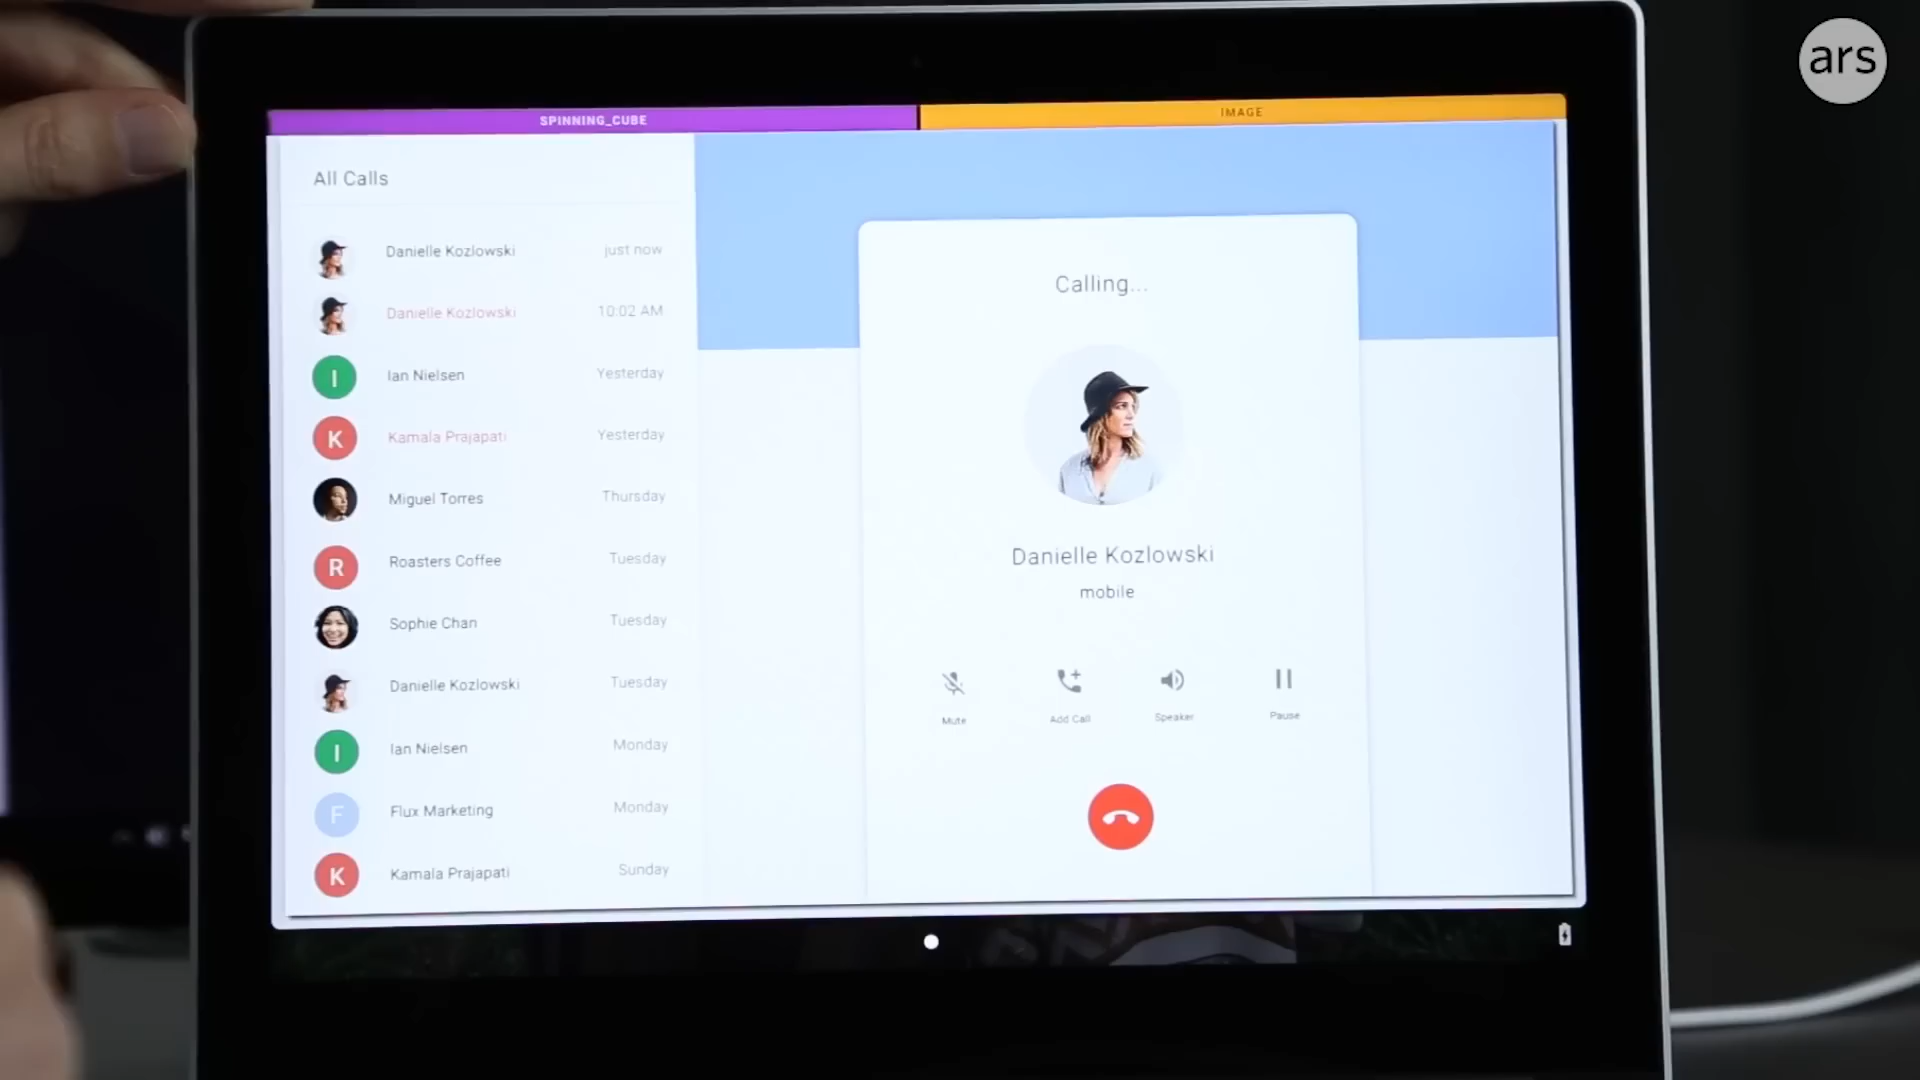 ars
SPINNING_CUBE
IMAGE
All Calls
Danielle Kozlowski just now
Danielle Kozlowski 10:02 AM
I Ian Nielsen Yesterday
K Kamala Prajapati Yesterday
Miguel Torres Thursday
R Roasters Coffee Tuesday
Sophie Chan Tuesday
Danielle Kozlowski Tuesday
I Ian Nielsen Monday
F Flux Marketing Monday
K Kamala Prajapati Sunday
Calling...
Danielle Kozlowski
mobile
Mute Add Call Speaker Pause